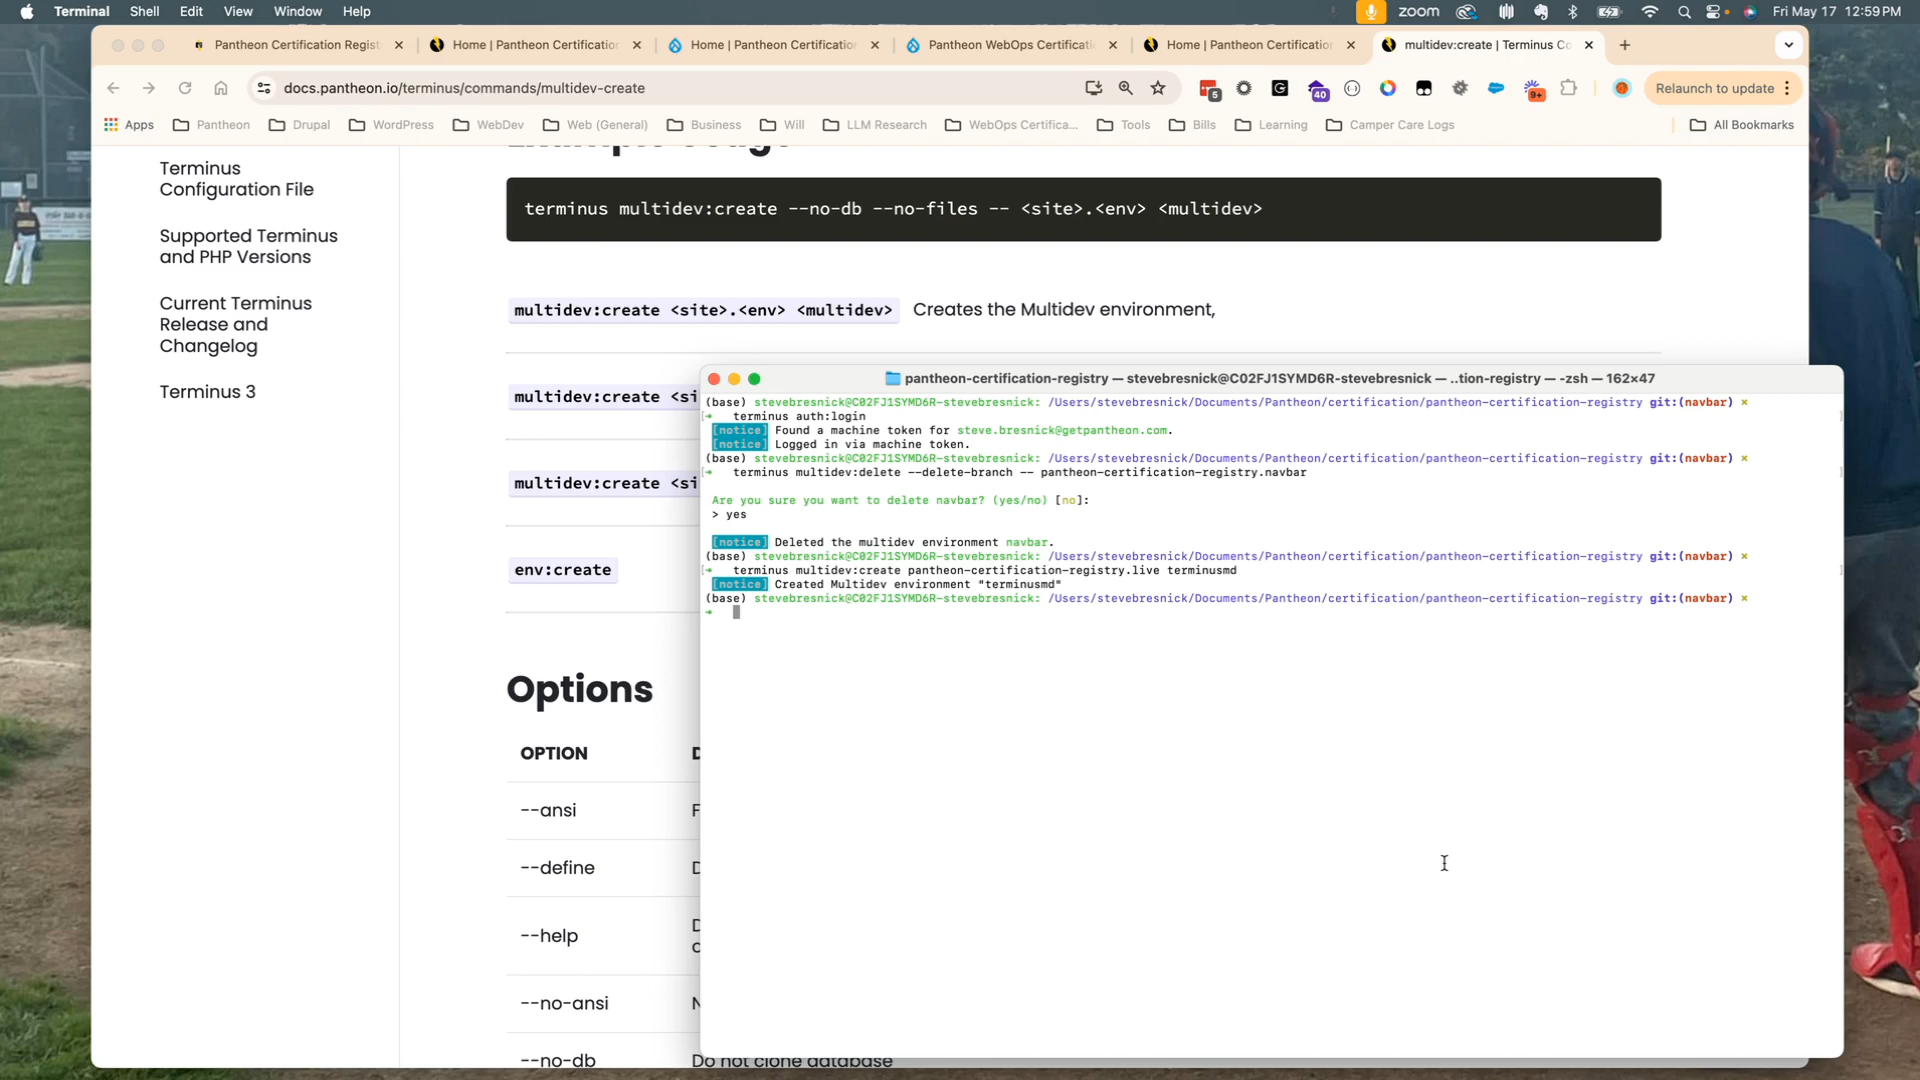 Terminal Shell Edit View Window Help zoom Fri May 17 12:59 PM
Pantheon Certification Regist Home | Pantheon Certificatio Home | Pantheon Certification Pantheon WebOps Certificati Home | Pantheon Certification multidev:create | Terminus Co
docs.pantheon.io/terminus/commands/multidev-create 5 40 9+ Relaunch to update
Apps Pantheon Drupal WordPress WebDev Web (General) Business Will LLM Research WebOps Certifica... Tools Bills Learning Camper Care Logs All Bookmarks
Terminus
Configuration File
Supported Terminus
and PHP Versions
Current Terminus
Release and
Changelog
Terminus 3
Example Usage
terminus multidev:create --no-db --no-files -- <site>.<env> <multidev>
multidev:create <site>.<env> <multidev> Creates the Multidev environment,
multidev:create <si
multidev:create <si
env:create
Options
OPTION D
--ansi F
--define D
--help D
--no-ansi N
--no-db Do not clone database
pantheon-certification-registry — stevebresnick@C02FJ1SYMD6R-stevebresnick — ..tion-registry — -zsh — 162×47
(base) stevebresnick@C02FJ1SYMD6R-stevebresnick: /Users/stevebresnick/Documents/Pantheon/certification/pantheon-certification-registry git:(navbar) ×
➜ terminus auth:login
[notice] Found a machine token for steve.bresnick@getpantheon.com.
[notice] Logged in via machine token.
(base) stevebresnick@C02FJ1SYMD6R-stevebresnick: /Users/stevebresnick/Documents/Pantheon/certification/pantheon-certification-registry git:(navbar) ×
➜ terminus multidev:delete --delete-branch -- pantheon-certification-registry.navbar
Are you sure you want to delete navbar? (yes/no) [no]:
> yes
[notice] Deleted the multidev environment navbar.
(base) stevebresnick@C02FJ1SYMD6R-stevebresnick: /Users/stevebresnick/Documents/Pantheon/certification/pantheon-certification-registry git:(navbar) ×
➜ terminus multidev:create pantheon-certification-registry.live terminusmd
[notice] Created Multidev environment "terminusmd"
(base) stevebresnick@C02FJ1SYMD6R-stevebresnick: /Users/stevebresnick/Documents/Pantheon/certification/pantheon-certification-registry git:(navbar) ×
➜